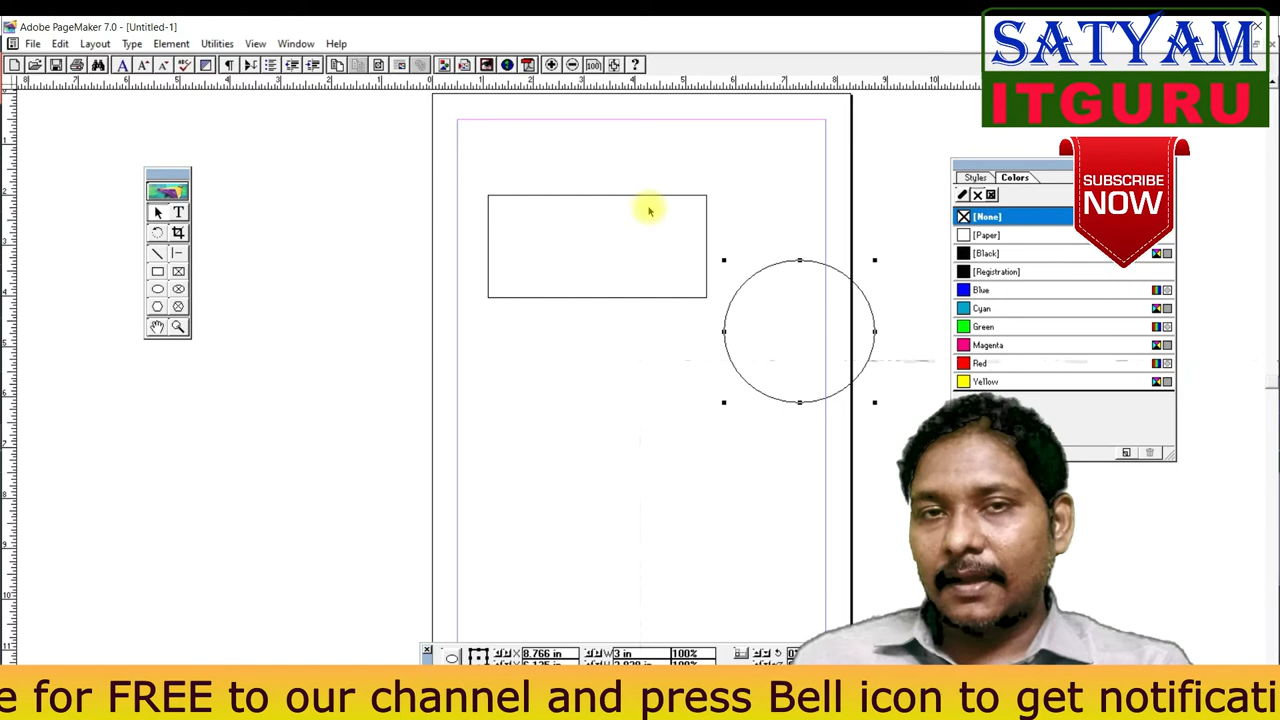 Adobe PageMaker 7.0 - [Untitled-1]
File Edit Layout Type Element Utilities View Window Help
SATYAM
ITGURU
SUBSCRIBE
NOW
Styles Colors
[None]
[Paper]
[Black]
[Registration]
Blue
Cyan
Green
Magenta
Red
Yellow
X 8.766 in W 3 in 100%
e for FREE to our channel and press Bell icon to get notificati